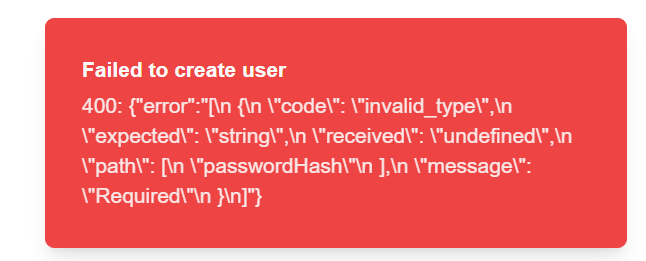 Failed to create user
400: {"error":"[\n {\n \"code\": \"invalid_type\",\n
\"expected\": \"string\",\n \"received\": \"undefined\",\n
\"path\": [\n \"passwordHash\"\n ],\n \"message\":
\"Required\"\n }\n]"}